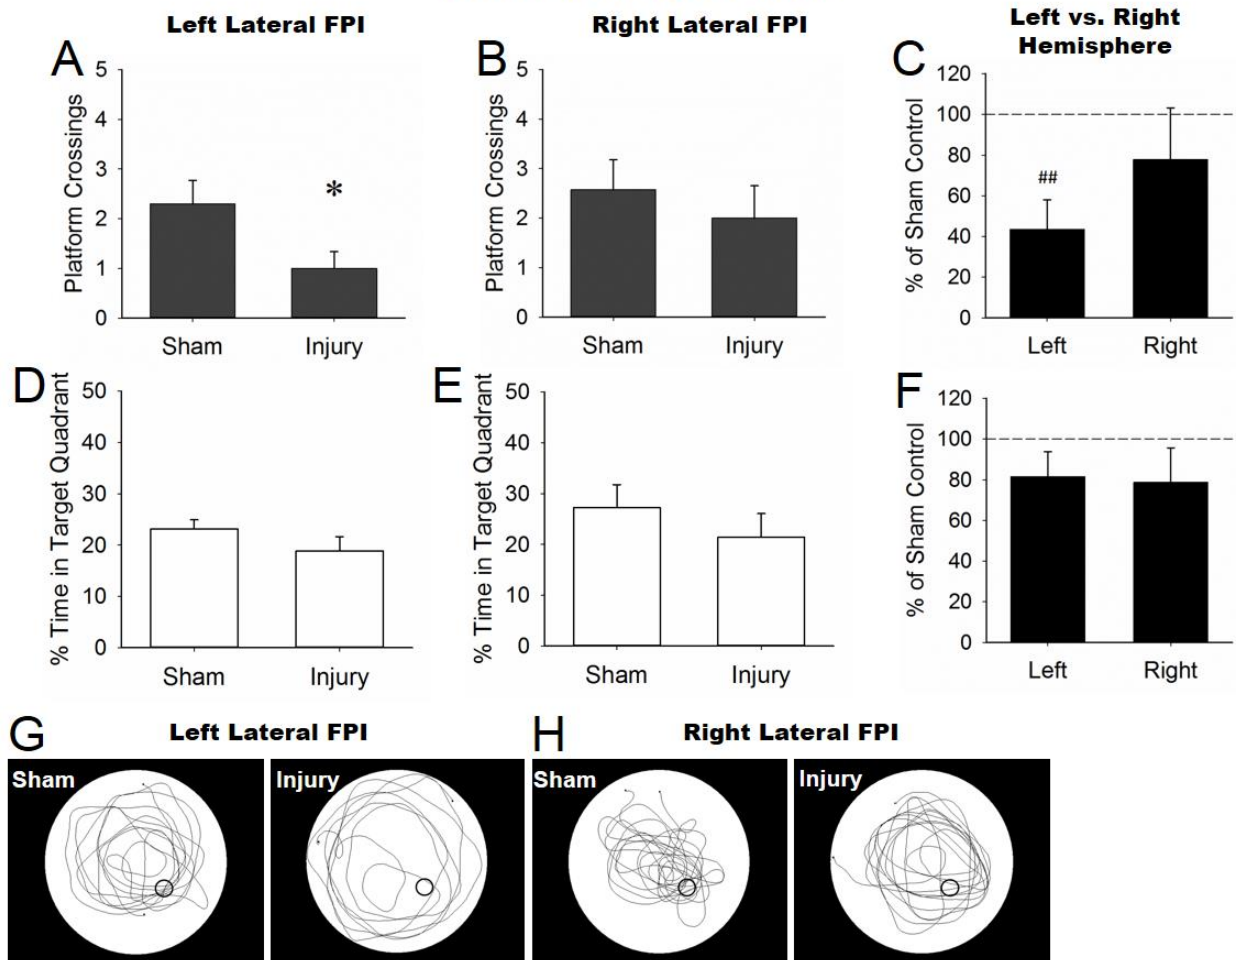 Left Lateral FPI
Right Lateral FPI
Left vs. Right
Hemisphere
A
Platform Crossings
5
4
3
2
1
0
*
Sham
Injury
B
Platform Crossings
5
4
3
2
1
0
Sham
Injury
C
% of Sham Control
120
100
80
60
40
20
0
##
Left
Right
D
% Time in Target Quadrant
50
40
30
20
10
0
Sham
Injury
E
% Time in Target Quadrant
50
40
30
20
10
0
Sham
Injury
F
% of Sham Control
120
100
80
60
40
20
0
Left
Right
G
Left Lateral FPI
Sham
Injury
H
Right Lateral FPI
Sham
Injury